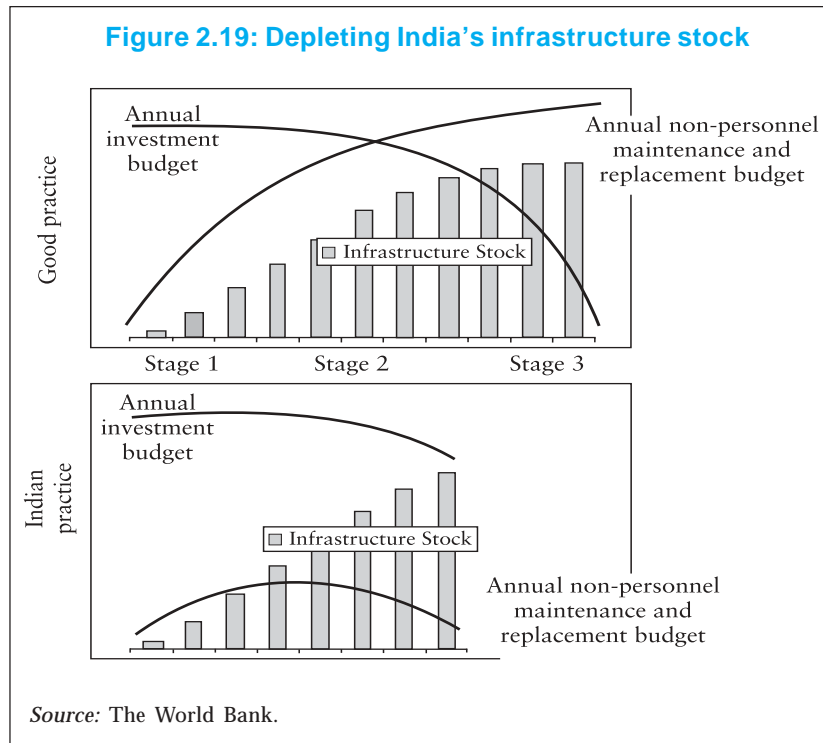 Figure 2.19: Depleting India's infrastructure stock
Annual
investment
budget
Annual non-personnel
maintenance and
replacement budget
Good practice
Infrastructure Stock
Stage 1
Stage 2
Stage 3
Annual
investment
budget
Indian
practice
Infrastructure Stock
Annual non-personnel
maintenance and
replacement budget
Source: The World Bank.